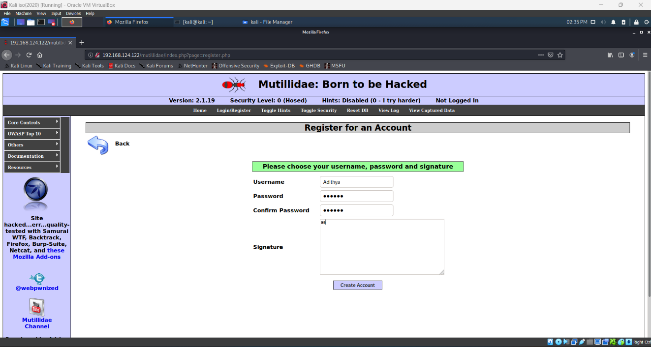 Kali iso(2020) [Running] - Oracle VM VirtualBox
File Machine View Input Devices Help
Mozilla Firefox
[kali@kali: ~]
kali - File Manager
02:35 PM
Mozilla Firefox
192.168.124.122/mutillid
192.168.124.122/mutillidae/index.php?page=register.php
Kali Linux Kali Training Kali Tools Kali Docs Kali Forums NetHunter Offensive Security Exploit-DB GHDB MSFU
Mutillidae: Born to be Hacked
Version: 2.1.19 Security Level: 0 (Hosed) Hints: Disabled (0 - I try harder) Not Logged In
Home Login/Register Toggle Hints Toggle Security Reset DB View Log View Captured Data
Core Controls
OWASP Top 10
Others
Documentation
Resources
Site
hacked...err...quality-
tested with Samurai
WTF, Backtrack,
Firefox, Burp-Suite,
Netcat, and these
Mozilla Add-ons
@webpwnized
Mutillidae
Channel
Register for an Account
Back
Please choose your username, password and signature
Username Adithya
Password ●●●●●●
Confirm Password ●●●●●●
Signature
Create Account
Right Ctrl